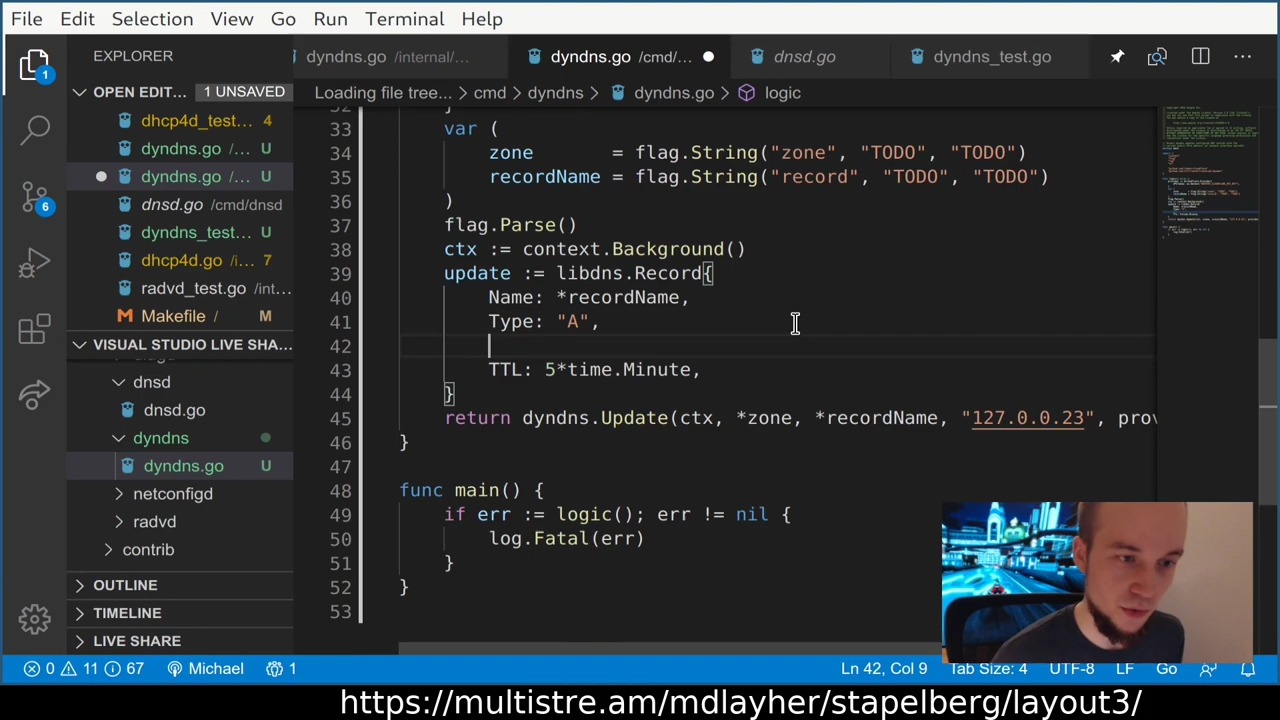 File Edit Selection View Go Run Terminal Help
1
EXPLORER
dyndns.go /internal/...
dyndns.go /cmd/...
dnsd.go
dyndns_test.go
...
OPEN EDIT... 1 UNSAVED
Loading file tree... cmd dyndns dyndns.go logic
dhcp4d_test... 4
dyndns.go /... U
dyndns.go /... U
dnsd.go /cmd/dnsd
dyndns_test... U
dhcp4d.go /i... 7
radvd_test.go /int...
Makefile / M
6
VISUAL STUDIO LIVE SHA...
dnsd
dnsd.go
dyndns
dyndns.go U
netconfigd
radvd
contrib
OUTLINE
TIMELINE
LIVE SHARE
32 }
33 var (
34 zone = flag.String("zone", "TODO", "TODO")
35 recordName = flag.String("record", "TODO", "TODO")
36 )
37 flag.Parse()
38 ctx := context.Background()
39 update := libdns.Record{
40 Name: *recordName,
41 Type: "A",
42
43 TTL: 5*time.Minute,
44 }
45 return dyndns.Update(ctx, *zone, *recordName, "127.0.0.23", prov
46 }
47
48 func main() {
49 if err := logic(); err != nil {
50 log.Fatal(err)
51 }
52 }
53
0 11 67 Michael 1 Ln 42, Col 9 Tab Size: 4 UTF-8 LF Go
https://multistre.am/mdlayher/stapelberg/layout3/